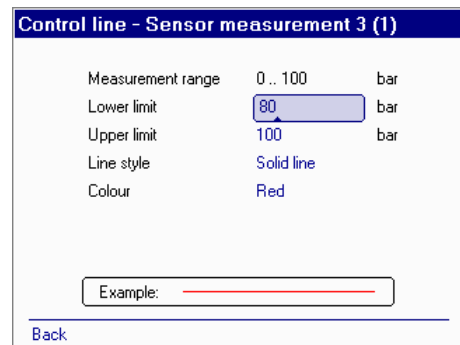 Control line - Sensor measurement 3 (1)
Measurement range 0 .. 100 bar
Lower limit 80 bar
Upper limit 100 bar
Line style Solid line
Colour Red
Example:
Back